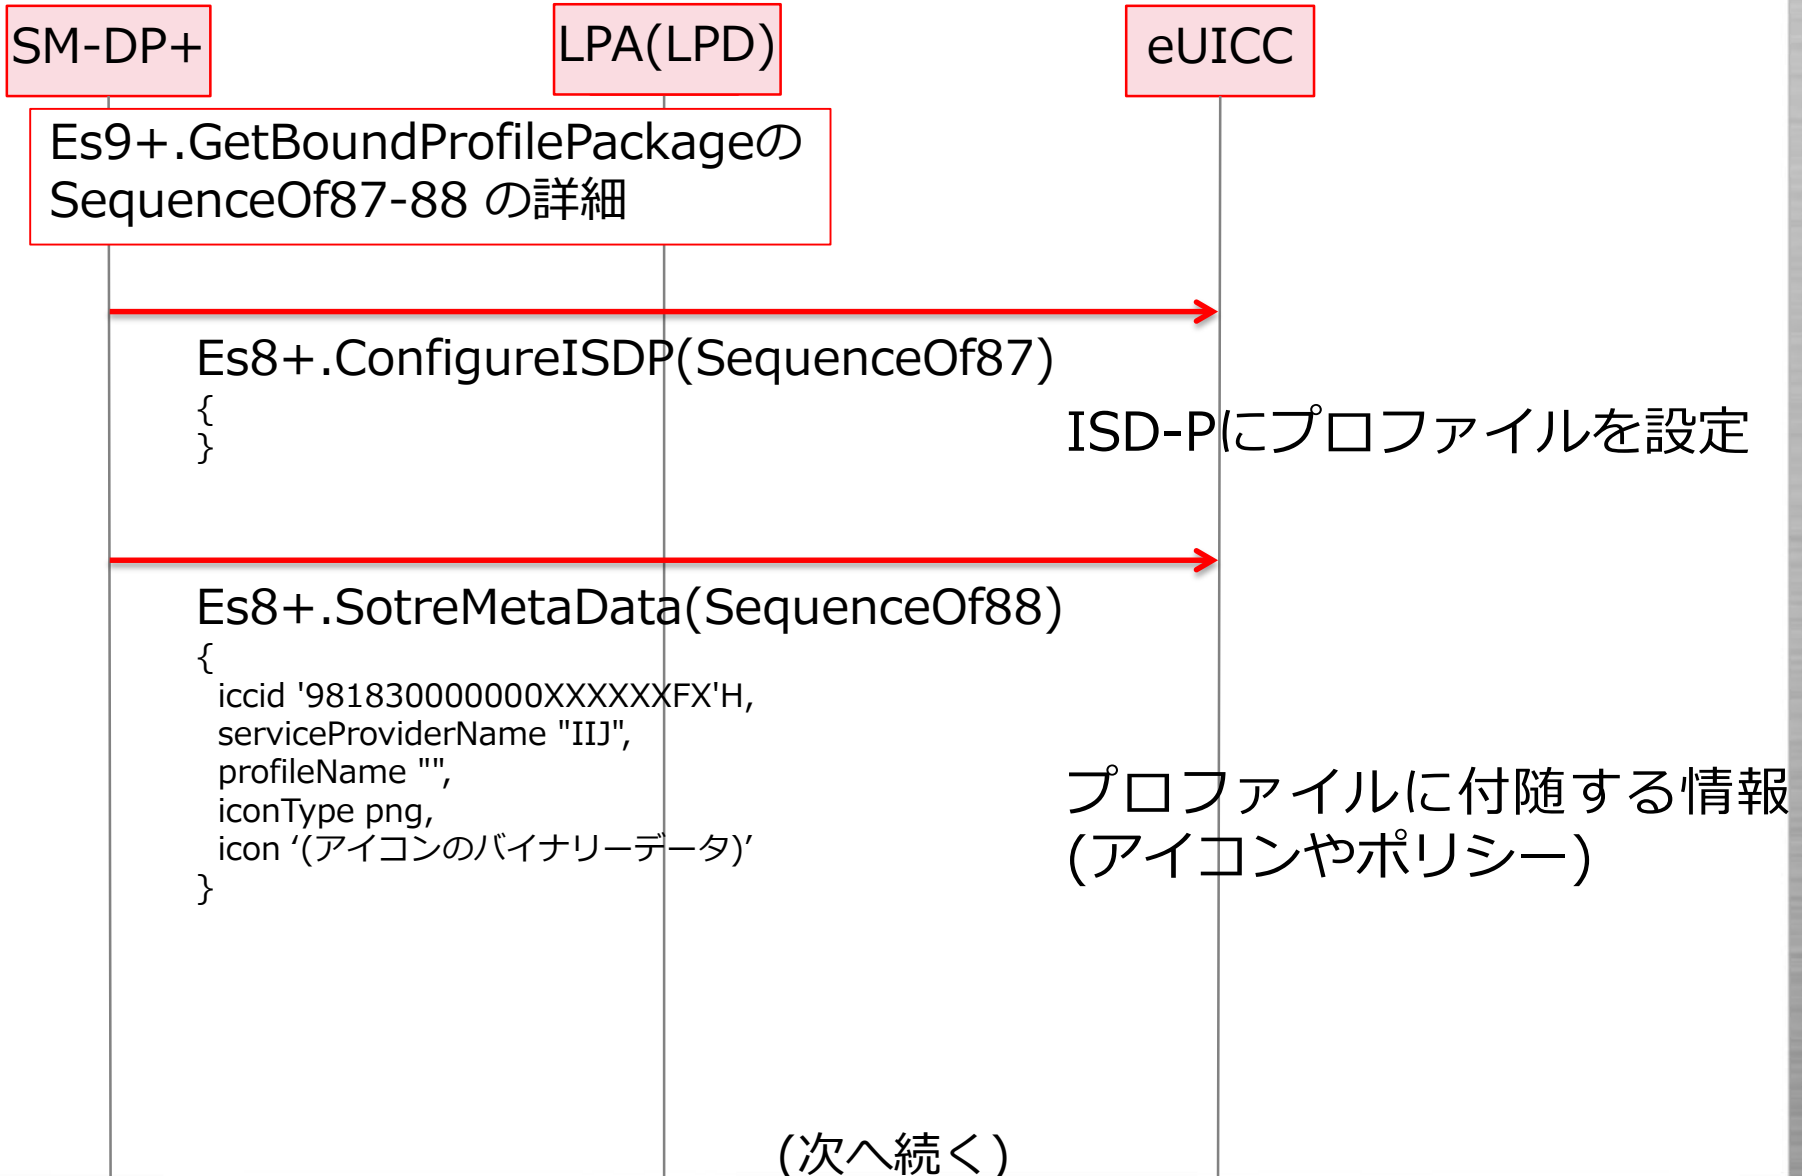 SM-DP+
LPA(LPD)
eUICC
Es9+.GetBoundProfilePackageの
SequenceOf87-88 の詳細
Es8+.ConfigureISDP(SequenceOf87)
{
}
ISD-Pにプロファイルを設定
Es8+.SotreMetaData(SequenceOf88)
{
iccid '981830000000XXXXXXFX'H,
serviceProviderName "IIJ",
profileName "",
iconType png,
icon ‘(アイコンのバイナリーデータ)’
}
プロファイルに付随する情報
(アイコンやポリシー)
(次へ続く)